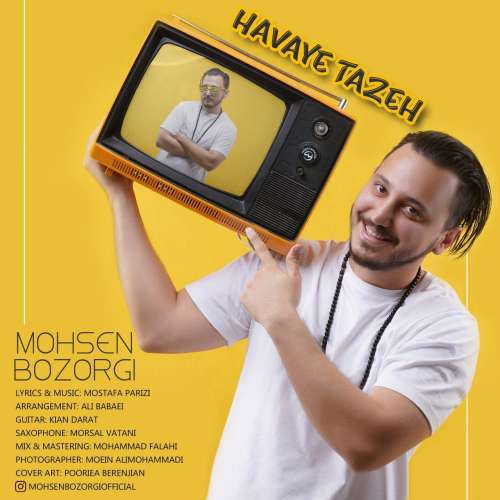 HAVAYE TAZEH
MOHSEN
BOZORGI
LYRICS & MUSIC: MOSTAFA PARIZI
ARRANGEMENT: ALI BABAEI
GUITAR: KIAN DARAT
SAXOPHONE: MORSAL VATANI
MIX & MASTERING: MOHAMMAD FALAHI
PHOTOGRAPHER: MOEIN ALIMOHAMMADI
COVER ART: POORIEA BERENJIAN
MOHSENBOZORGIOFFICIAL